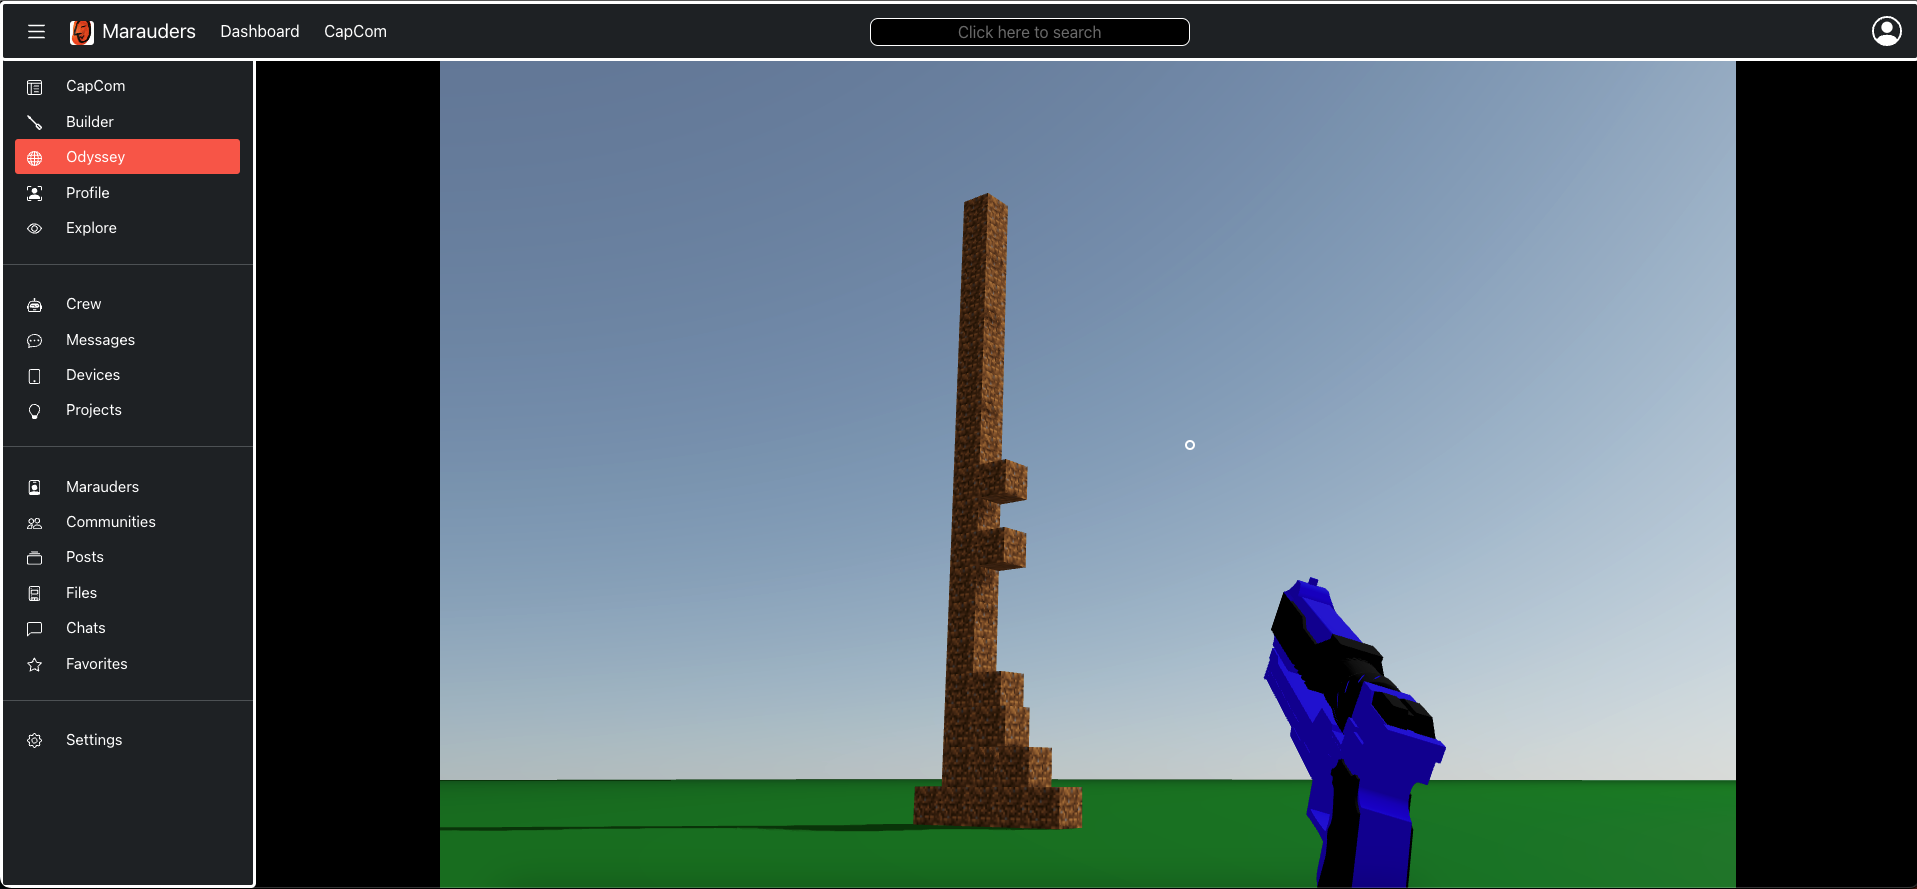 Marauders Dashboard CapCom Click here to search
CapCom
Builder
Odyssey
Profile
Explore
Crew
Messages
Devices
Projects
Marauders
Communities
Posts
Files
Chats
Favorites
Settings